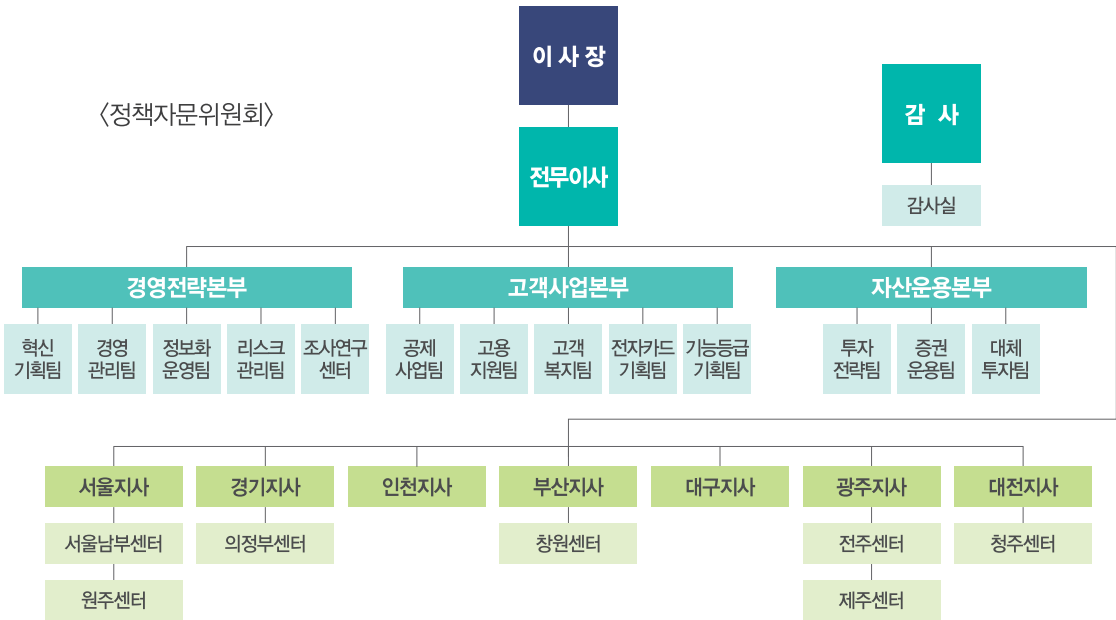 이 사 장
〈정책자문위원회〉
감 사
전무이사
감사실
경영전략본부
고객사업본부
자산운용본부
혁신
기획팀
경영
관리팀
정보화
운영팀
리스크
관리팀
조사연구
센터
공제
사업팀
고용
지원팀
고객
복지팀
전자카드
기획팀
기능등급
기획팀
투자
전략팀
증권
운용팀
대체
투자팀
서울지사
경기지사
인천지사
부산지사
대구지사
광주지사
대전지사
서울남부센터
의정부센터
창원센터
전주센터
청주센터
원주센터
제주센터